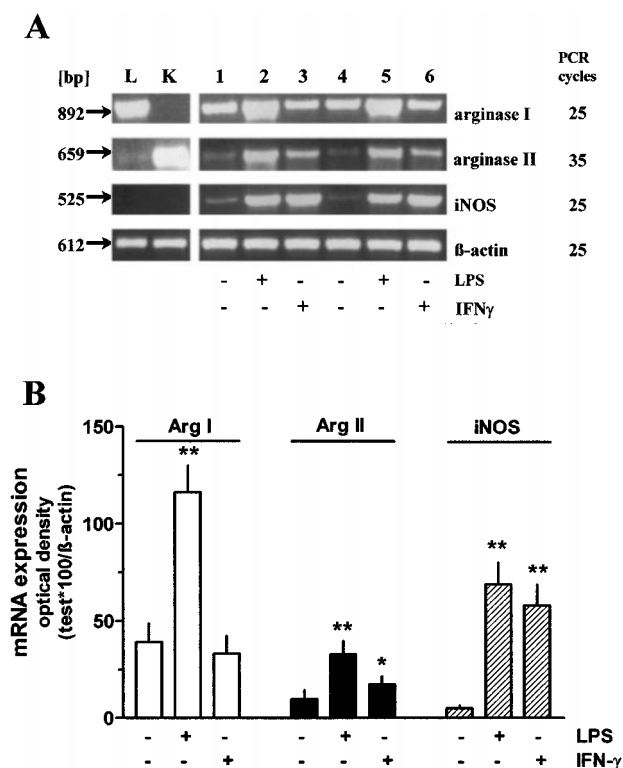 A
[bp] L K 1 2 3 4 5 6 PCR
cycles
892 arginase I 25
659 arginase II 35
525 iNOS 25
612 ß-actin 25
- + - - + - LPS
- - + - - + IFNγ
B
mRNA expression
optical density
(test*100/ß-actin)
150
100
50
0
Arg I Arg II iNOS
** ** * ** **
- + - - + - - + - LPS
- - + - - + - - + IFN-γ